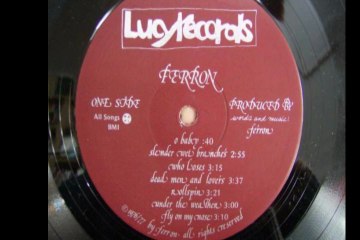 Lucy Records
FERRON
ONE SIDE
All Songs
BMI
PRODUCED BY
words and music
ferron
o baby :40
slender wet branches 2:55
who loses 3:15
dead men and lovers 3:37
rollspin 3:21
under the weather 3:00
fly on my nose 3:10
by ferron · all rights reserved